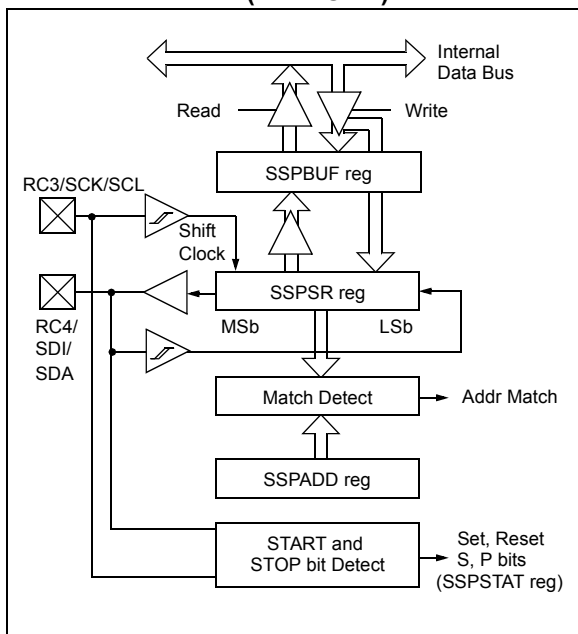 Internal
Data Bus
Read
Write
SSPBUF reg
RC3/SCK/SCL
Shift
Clock
SSPSR reg
MSb
LSb
RC4/
SDI/
SDA
Match Detect
Addr Match
SSPADD reg
START and
STOP bit Detect
Set, Reset
S, P bits
(SSPSTAT reg)